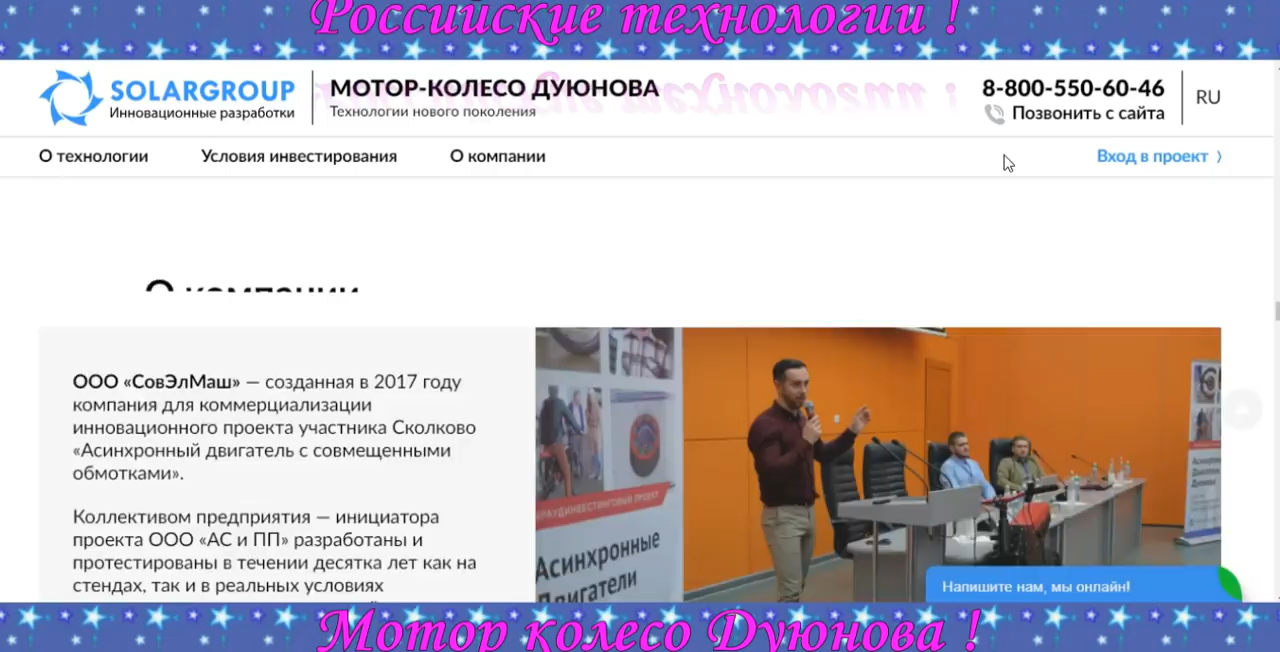 Российские технологии !
SOLARGROUP
Инновационные разработки
МОТОР-КОЛЕСО ДУЮНОВА
Технологии нового поколения
8-800-550-60-46
Позвонить с сайта
RU
О технологии
Условия инвестирования
О компании
Вход в проект
О компании
ООО «СовЭлМаш» — созданная в 2017 году
компания для коммерциализации
инновационного проекта участника Сколково
«Асинхронный двигатель с совмещенными
обмотками».
Коллективом предприятия — инициатора
проекта ООО «АС и ПП» разработаны и
протестированы в течении десятка лет как на
стендах, так и в реальных условиях
РАУДИНВЕСТИНГОВЫЙ ПРОЕКТ
Асинхронные
Двигатели
Напишите нам, мы онлайн!
Мотор колесо Дуюнова !